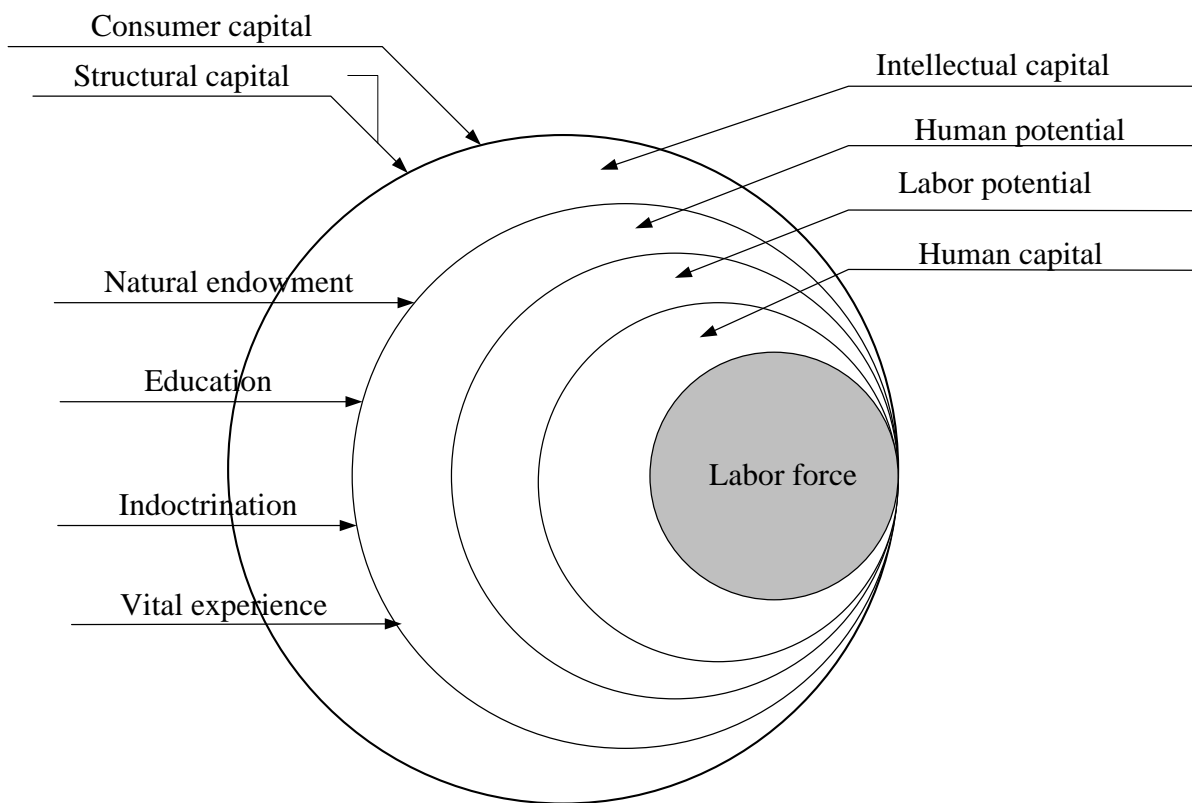 Consumer capital
Structural capital
Intellectual capital
Human potential
Labor potential
Human capital
Natural endowment
Education
Labor force
Indoctrination
Vital experience